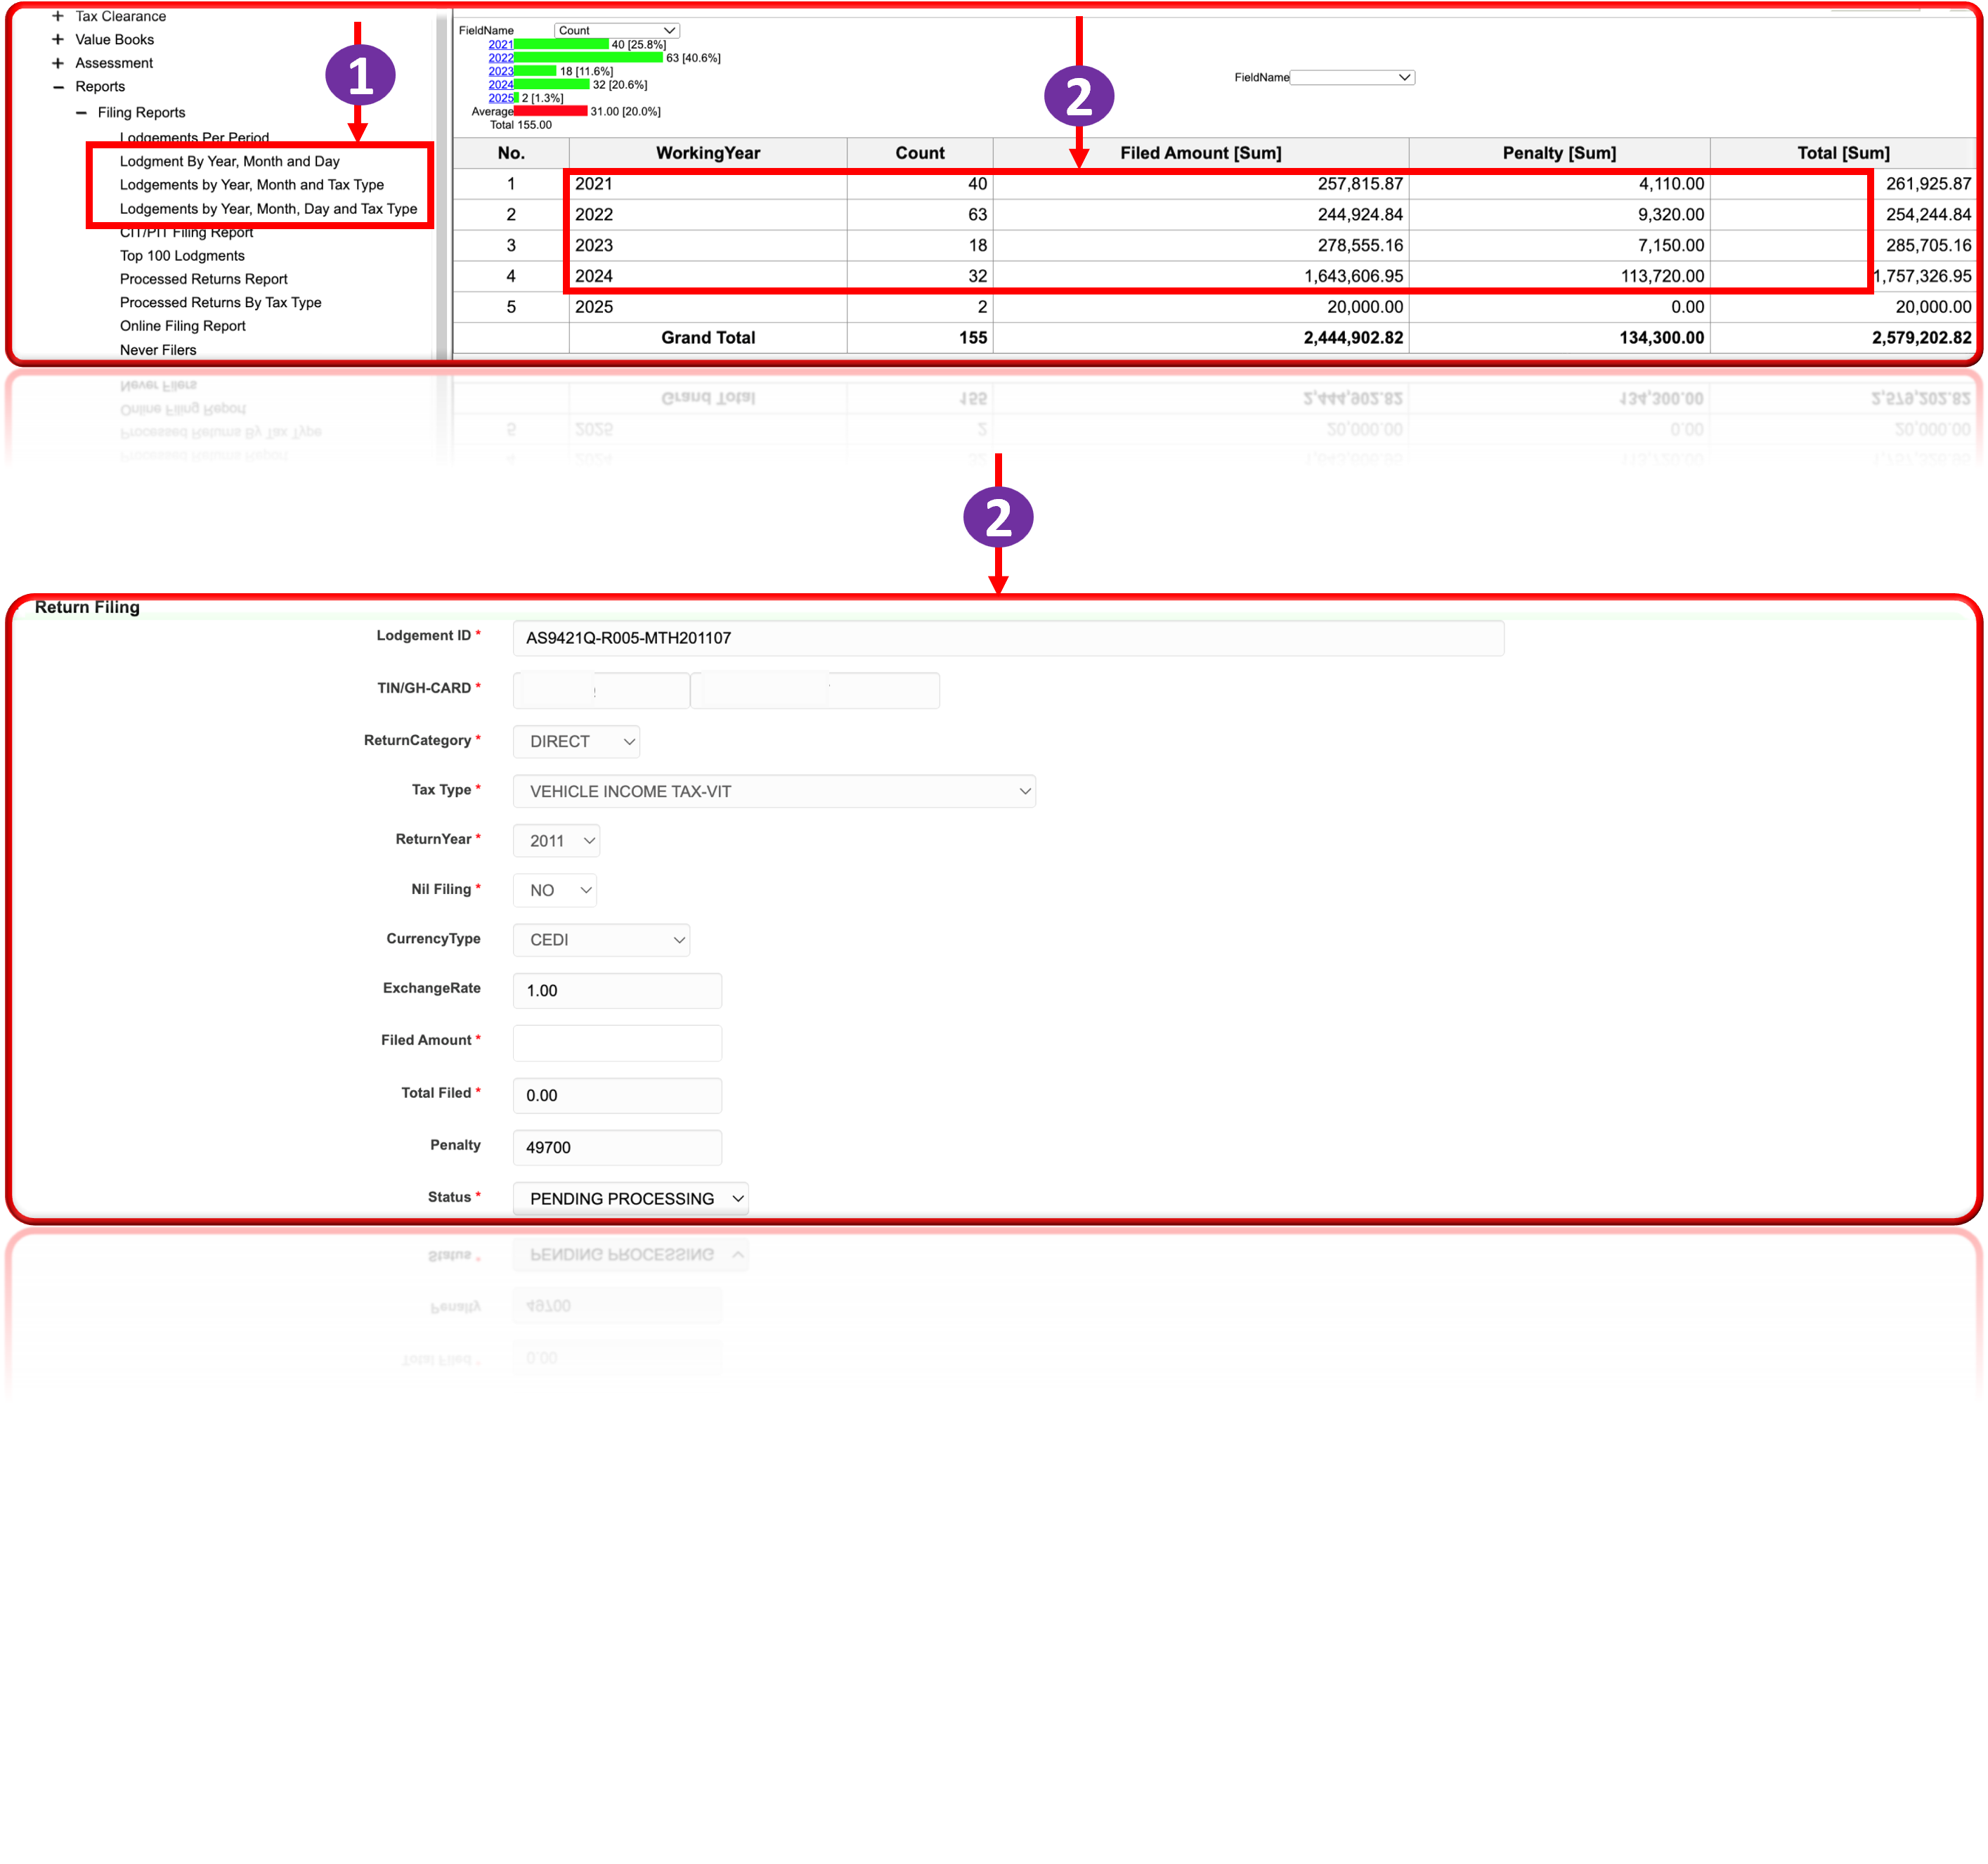 + Tax Clearance
+ Value Books
+ Assessment
− Reports
− Filing Reports
Lodgements Per Period
Lodgment By Year, Month and Day
Lodgements by Year, Month and Tax Type
Lodgements by Year, Month, Day and Tax Type
CIT/PIT Filing Report
Top 100 Lodgments
Processed Returns Report
Processed Returns By Tax Type
Online Filing Report
Never Filers
1
FieldName Count
2021 40 [25.8%]
2022 63 [40.6%]
2023 18 [11.6%]
2024 32 [20.6%]
2025 2 [1.3%]
Average 31.00 [20.0%]
Total 155.00
2
FieldName
No. WorkingYear Count Filed Amount [Sum] Penalty [Sum] Total [Sum]
1 2021 40 257,815.87 4,110.00 261,925.87
2 2022 63 244,924.84 9,320.00 254,244.84
3 2023 18 278,555.16 7,150.00 285,705.16
4 2024 32 1,643,606.95 113,720.00 1,757,326.95
5 2025 2 20,000.00 0.00 20,000.00
Grand Total 155 2,444,902.82 134,300.00 2,579,202.82
2
Return Filing
Lodgement ID * AS9421Q-R005-MTH201107
TIN/GH-CARD *
ReturnCategory * DIRECT
Tax Type * VEHICLE INCOME TAX-VIT
ReturnYear * 2011
Nil Filing * NO
CurrencyType CEDI
ExchangeRate 1.00
Filed Amount *
Total Filed * 0.00
Penalty 49700
Status * PENDING PROCESSING